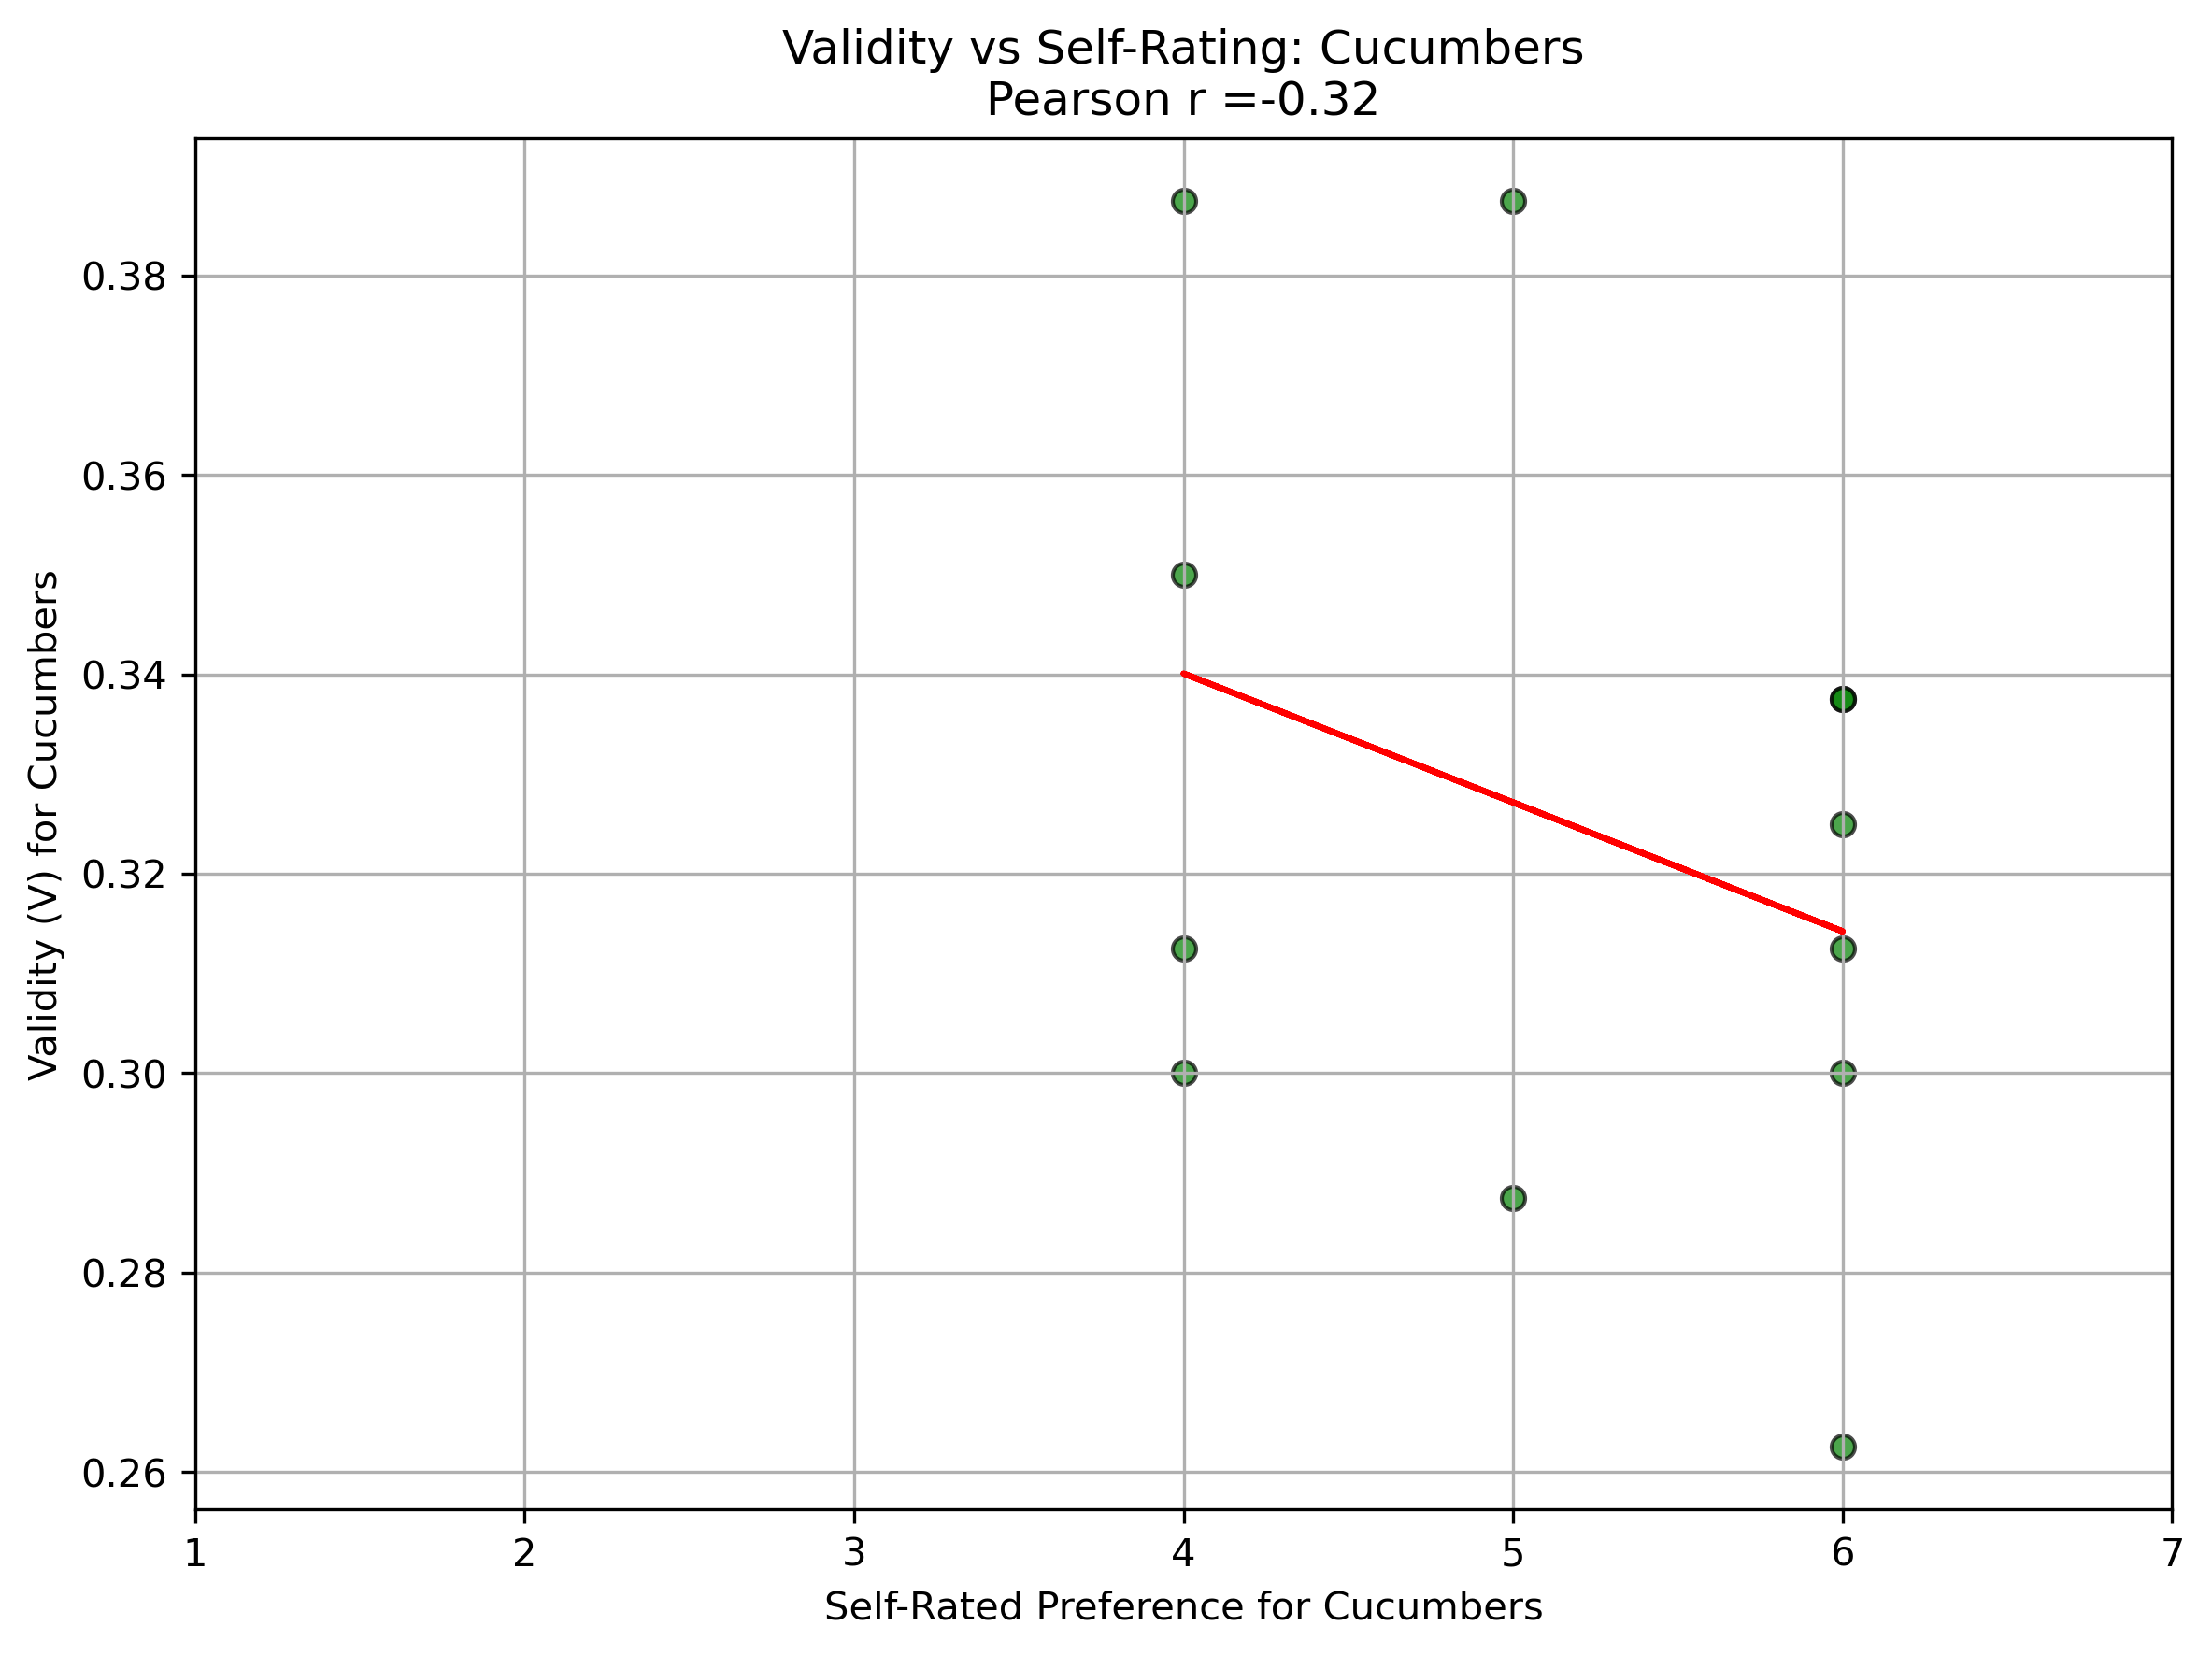 Validity vs Self-Rating: Cucumbers
Pearson r =-0.32
Validity (V) for Cucumbers
0.38
0.36
0.34
0.32
0.30
0.28
0.26
1 2 3 4 5 6 7
Self-Rated Preference for Cucumbers